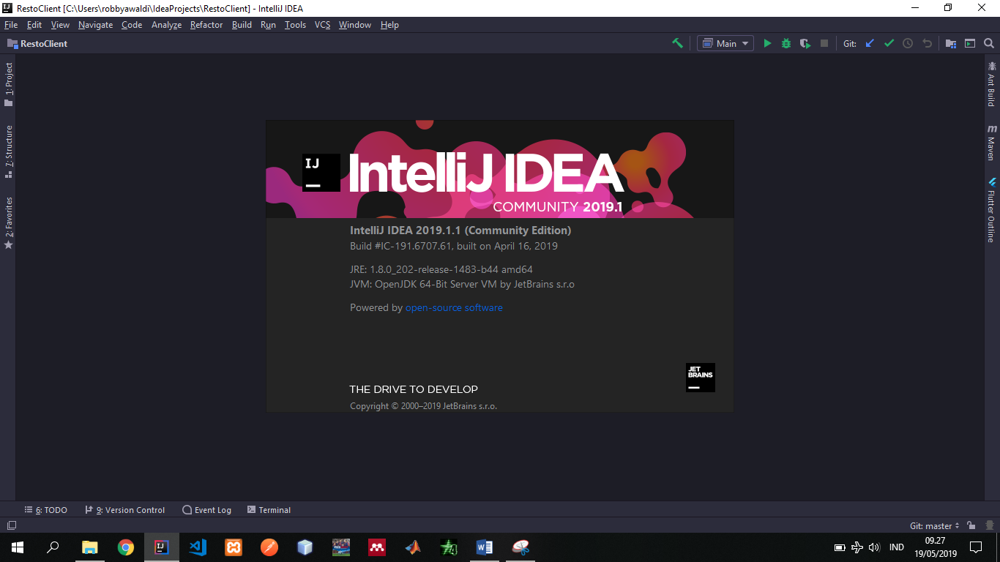 RestoClient [C:\Users\robbyawaldi\IdeaProjects\RestoClient] - IntelliJ IDEA
File Edit View Navigate Code Analyze Refactor Build Run Tools VCS Window Help
RestoClient Main Git:
1: Project
7: Structure
2: Favorites
Ant Build
Maven
Flutter Outline
IJ
IntelliJ IDEA
COMMUNITY 2019.1
IntelliJ IDEA 2019.1.1 (Community Edition)
Build #IC-191.6707.61, built on April 16, 2019
JRE: 1.8.0_202-release-1483-b44 amd64
JVM: OpenJDK 64-Bit Server VM by JetBrains s.r.o
Powered by open-source software
JET
BRAINS
THE DRIVE TO DEVELOP
Copyright © 2000–2019 JetBrains s.r.o.
6: TODO 9: Version Control Event Log Terminal
Git: master
IND
09.27
19/05/2019